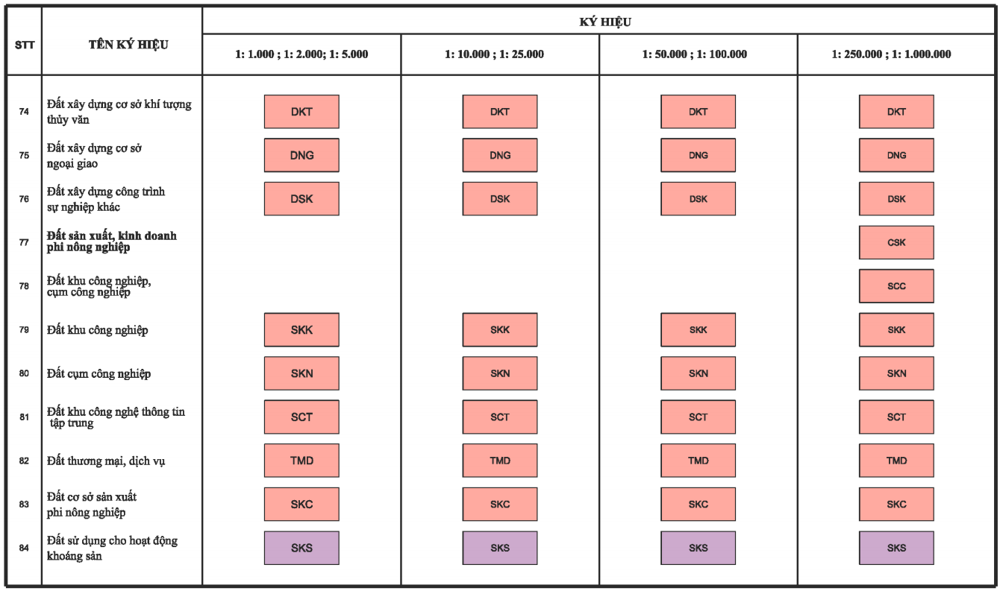 STT
TÊN KÝ HIỆU
KÝ HIỆU
1: 1.000 ; 1: 2.000; 1: 5.000
1: 10.000 ; 1: 25.000
1: 50.000 ; 1: 100.000
1: 250.000 ; 1: 1.000.000
74
Đất xây dựng cơ sở khí tượng
thủy văn
DKT
DKT
DKT
DKT
75
Đất xây dựng cơ sở
ngoại giao
DNG
DNG
DNG
DNG
76
Đất xây dựng công trình
sự nghiệp khác
DSK
DSK
DSK
DSK
77
Đất sản xuất, kinh doanh
phi nông nghiệp
CSK
78
Đất khu công nghiệp,
cụm công nghiệp
SCC
79
Đất khu công nghiệp
SKK
SKK
SKK
SKK
80
Đất cụm công nghiệp
SKN
SKN
SKN
SKN
81
Đất khu công nghệ thông tin
tập trung
SCT
SCT
SCT
SCT
82
Đất thương mại, dịch vụ
TMD
TMD
TMD
TMD
83
Đất cơ sở sản xuất
phi nông nghiệp
SKC
SKC
SKC
SKC
84
Đất sử dụng cho hoạt động
khoáng sản
SKS
SKS
SKS
SKS